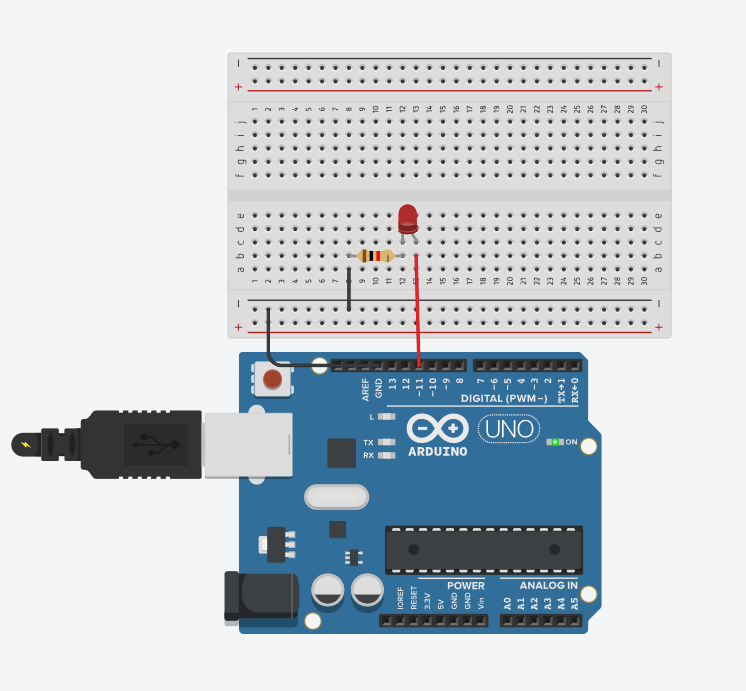 − −
+ +
1 2 3 4 5 6 7 8 9 10 11 12 13 14 15 16 17 18 19 20 21 22 23 24 25 26 27 28 29 30
j j
i i
h h
g g
f f
e e
d d
c c
b b
a a
1 2 3 4 5 6 7 8 9 10 11 12 13 14 15 16 17 18 19 20 21 22 23 24 25 26 27 28 29 30
− −
+ +
AREF GND 13 12 ~11 ~10 ~9 8 7 ~6 ~5 4 ~3 2 TX→1 RX←0
DIGITAL (PWM~)
L
TX
RX
UNO
ARDUINO
ON
POWER ANALOG IN
IOREF RESET 3.3V 5V GND GND Vin A0 A1 A2 A3 A4 A5